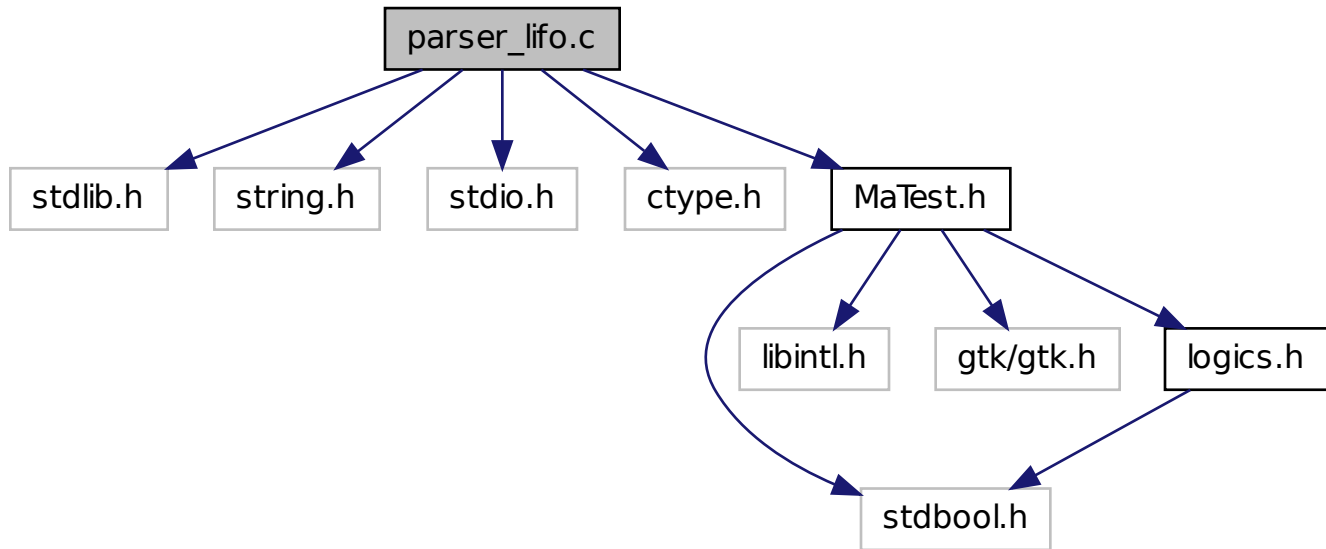 parser_lifo.c
stdlib.h
string.h
stdio.h
ctype.h
MaTest.h
libintl.h
gtk/gtk.h
logics.h
stdbool.h